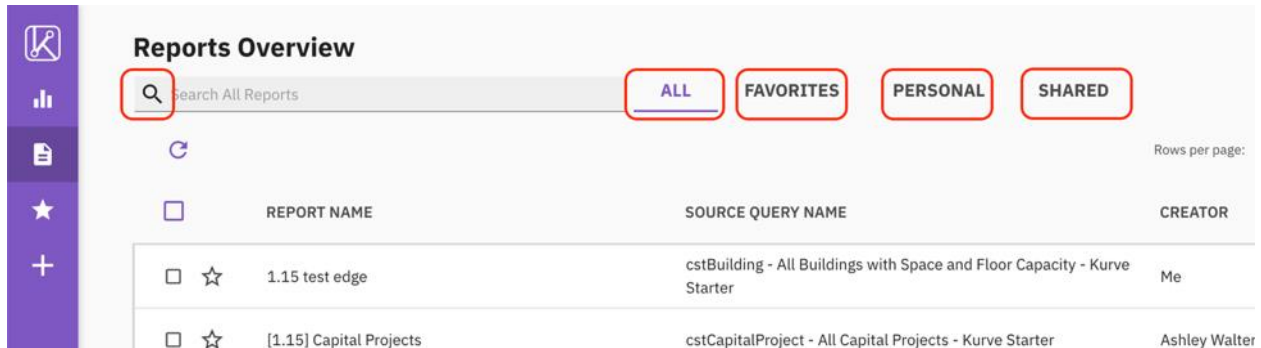 Reports Overview
Search All Reports
ALL FAVORITES PERSONAL SHARED
Rows per page:
REPORT NAME SOURCE QUERY NAME CREATOR
1.15 test edge cstBuilding - All Buildings with Space and Floor Capacity - Kurve Me
Starter
[1.15] Capital Projects cstCapitalProject - All Capital Projects - Kurve Starter Ashley Walter